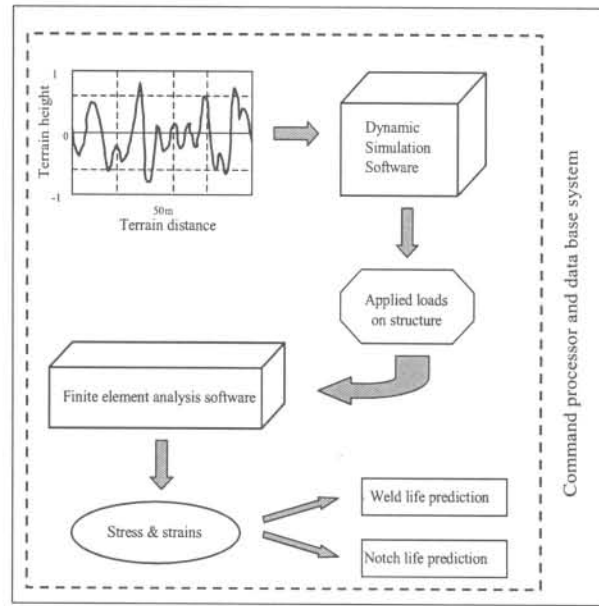 1
Terrain height
0
-1
50m
Terrain distance
Dynamic
Simulation
Software
Applied loads
on structure
Finite element analysis software
Stress & strains
Weld life prediction
Notch life prediction
Command processor and data base system